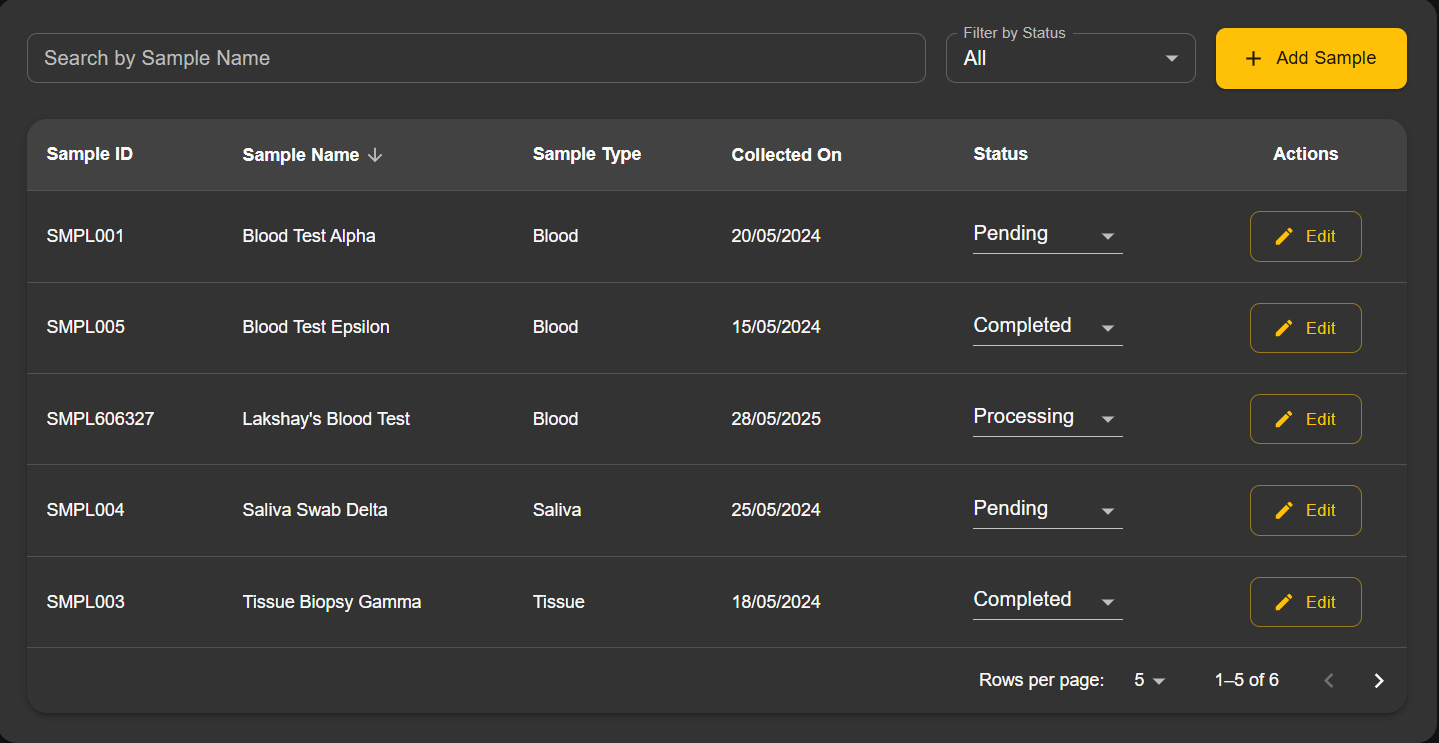 Filter by Status
Search by Sample Name All + Add Sample
Sample ID Sample Name Sample Type Collected On Status Actions
SMPL001 Blood Test Alpha Blood 20/05/2024 Pending Edit
SMPL005 Blood Test Epsilon Blood 15/05/2024 Completed Edit
SMPL606327 Lakshay's Blood Test Blood 28/05/2025 Processing Edit
SMPL004 Saliva Swab Delta Saliva 25/05/2024 Pending Edit
SMPL003 Tissue Biopsy Gamma Tissue 18/05/2024 Completed Edit
Rows per page: 5 1–5 of 6